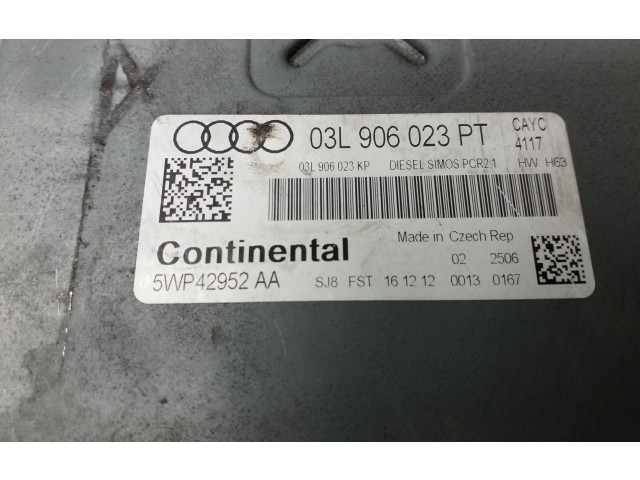 03L 906 023 PT CAYC
4117
03L 906 023 KP DIESEL SIMOS PCR2.1 HW H63
Continental Made in Czech Rep
02 2506
5WP42952 AA SJ8 FST 16 12 12 0013 0167